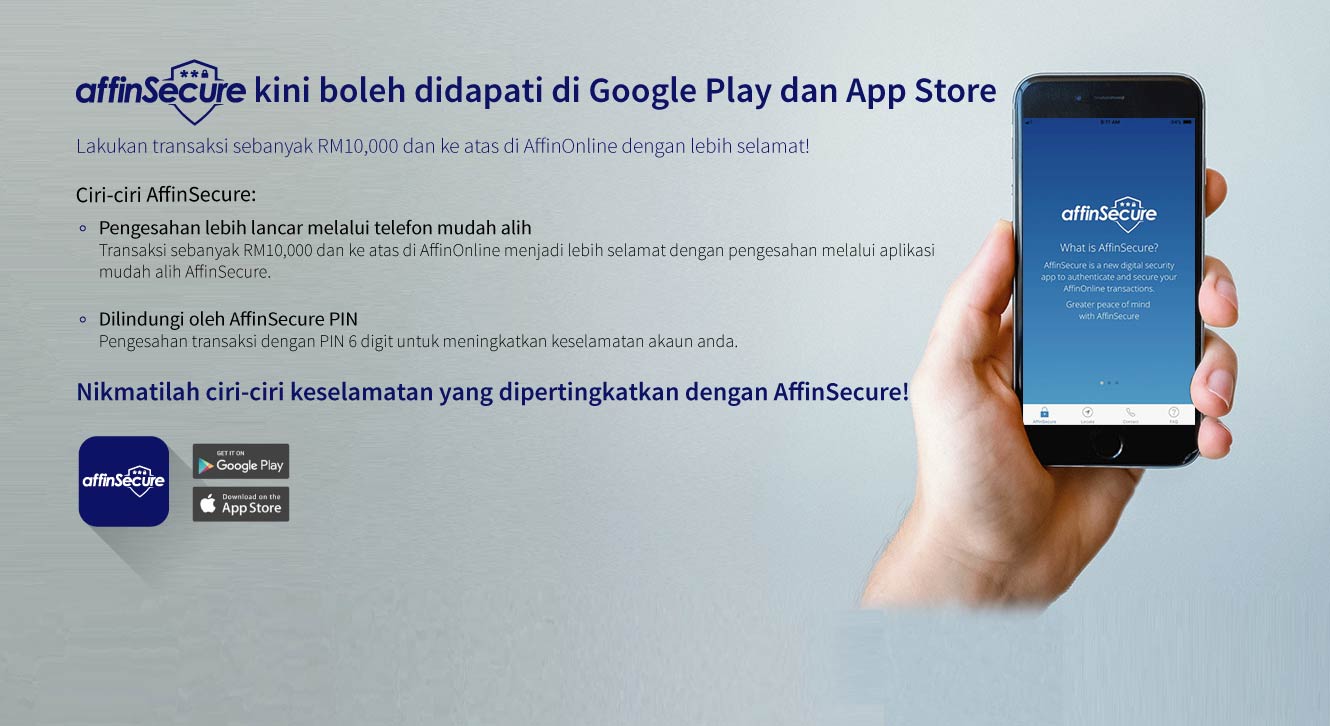 affinSecure kini boleh didapati di Google Play dan App Store
Lakukan transaksi sebanyak RM10,000 dan ke atas di AffinOnline dengan lebih selamat!
Ciri-ciri AffinSecure:
Pengesahan lebih lancar melalui telefon mudah alih
Transaksi sebanyak RM10,000 dan ke atas di AffinOnline menjadi lebih selamat dengan pengesahan melalui aplikasi
mudah alih AffinSecure.
Dilindungi oleh AffinSecure PIN
Pengesahan transaksi dengan PIN 6 digit untuk meningkatkan keselamatan akaun anda.
Nikmatilah ciri-ciri keselamatan yang dipertingkatkan dengan AffinSecure!
affinSecure
GET IT ON
Google Play
Download on the
App Store
affinSecure
What is AffinSecure?
AffinSecure is a new digital security
app to authenticate and secure your
AffinOnline transactions.
Greater peace of mind
with AffinSecure
AffinSecure Locate Contact FAQ